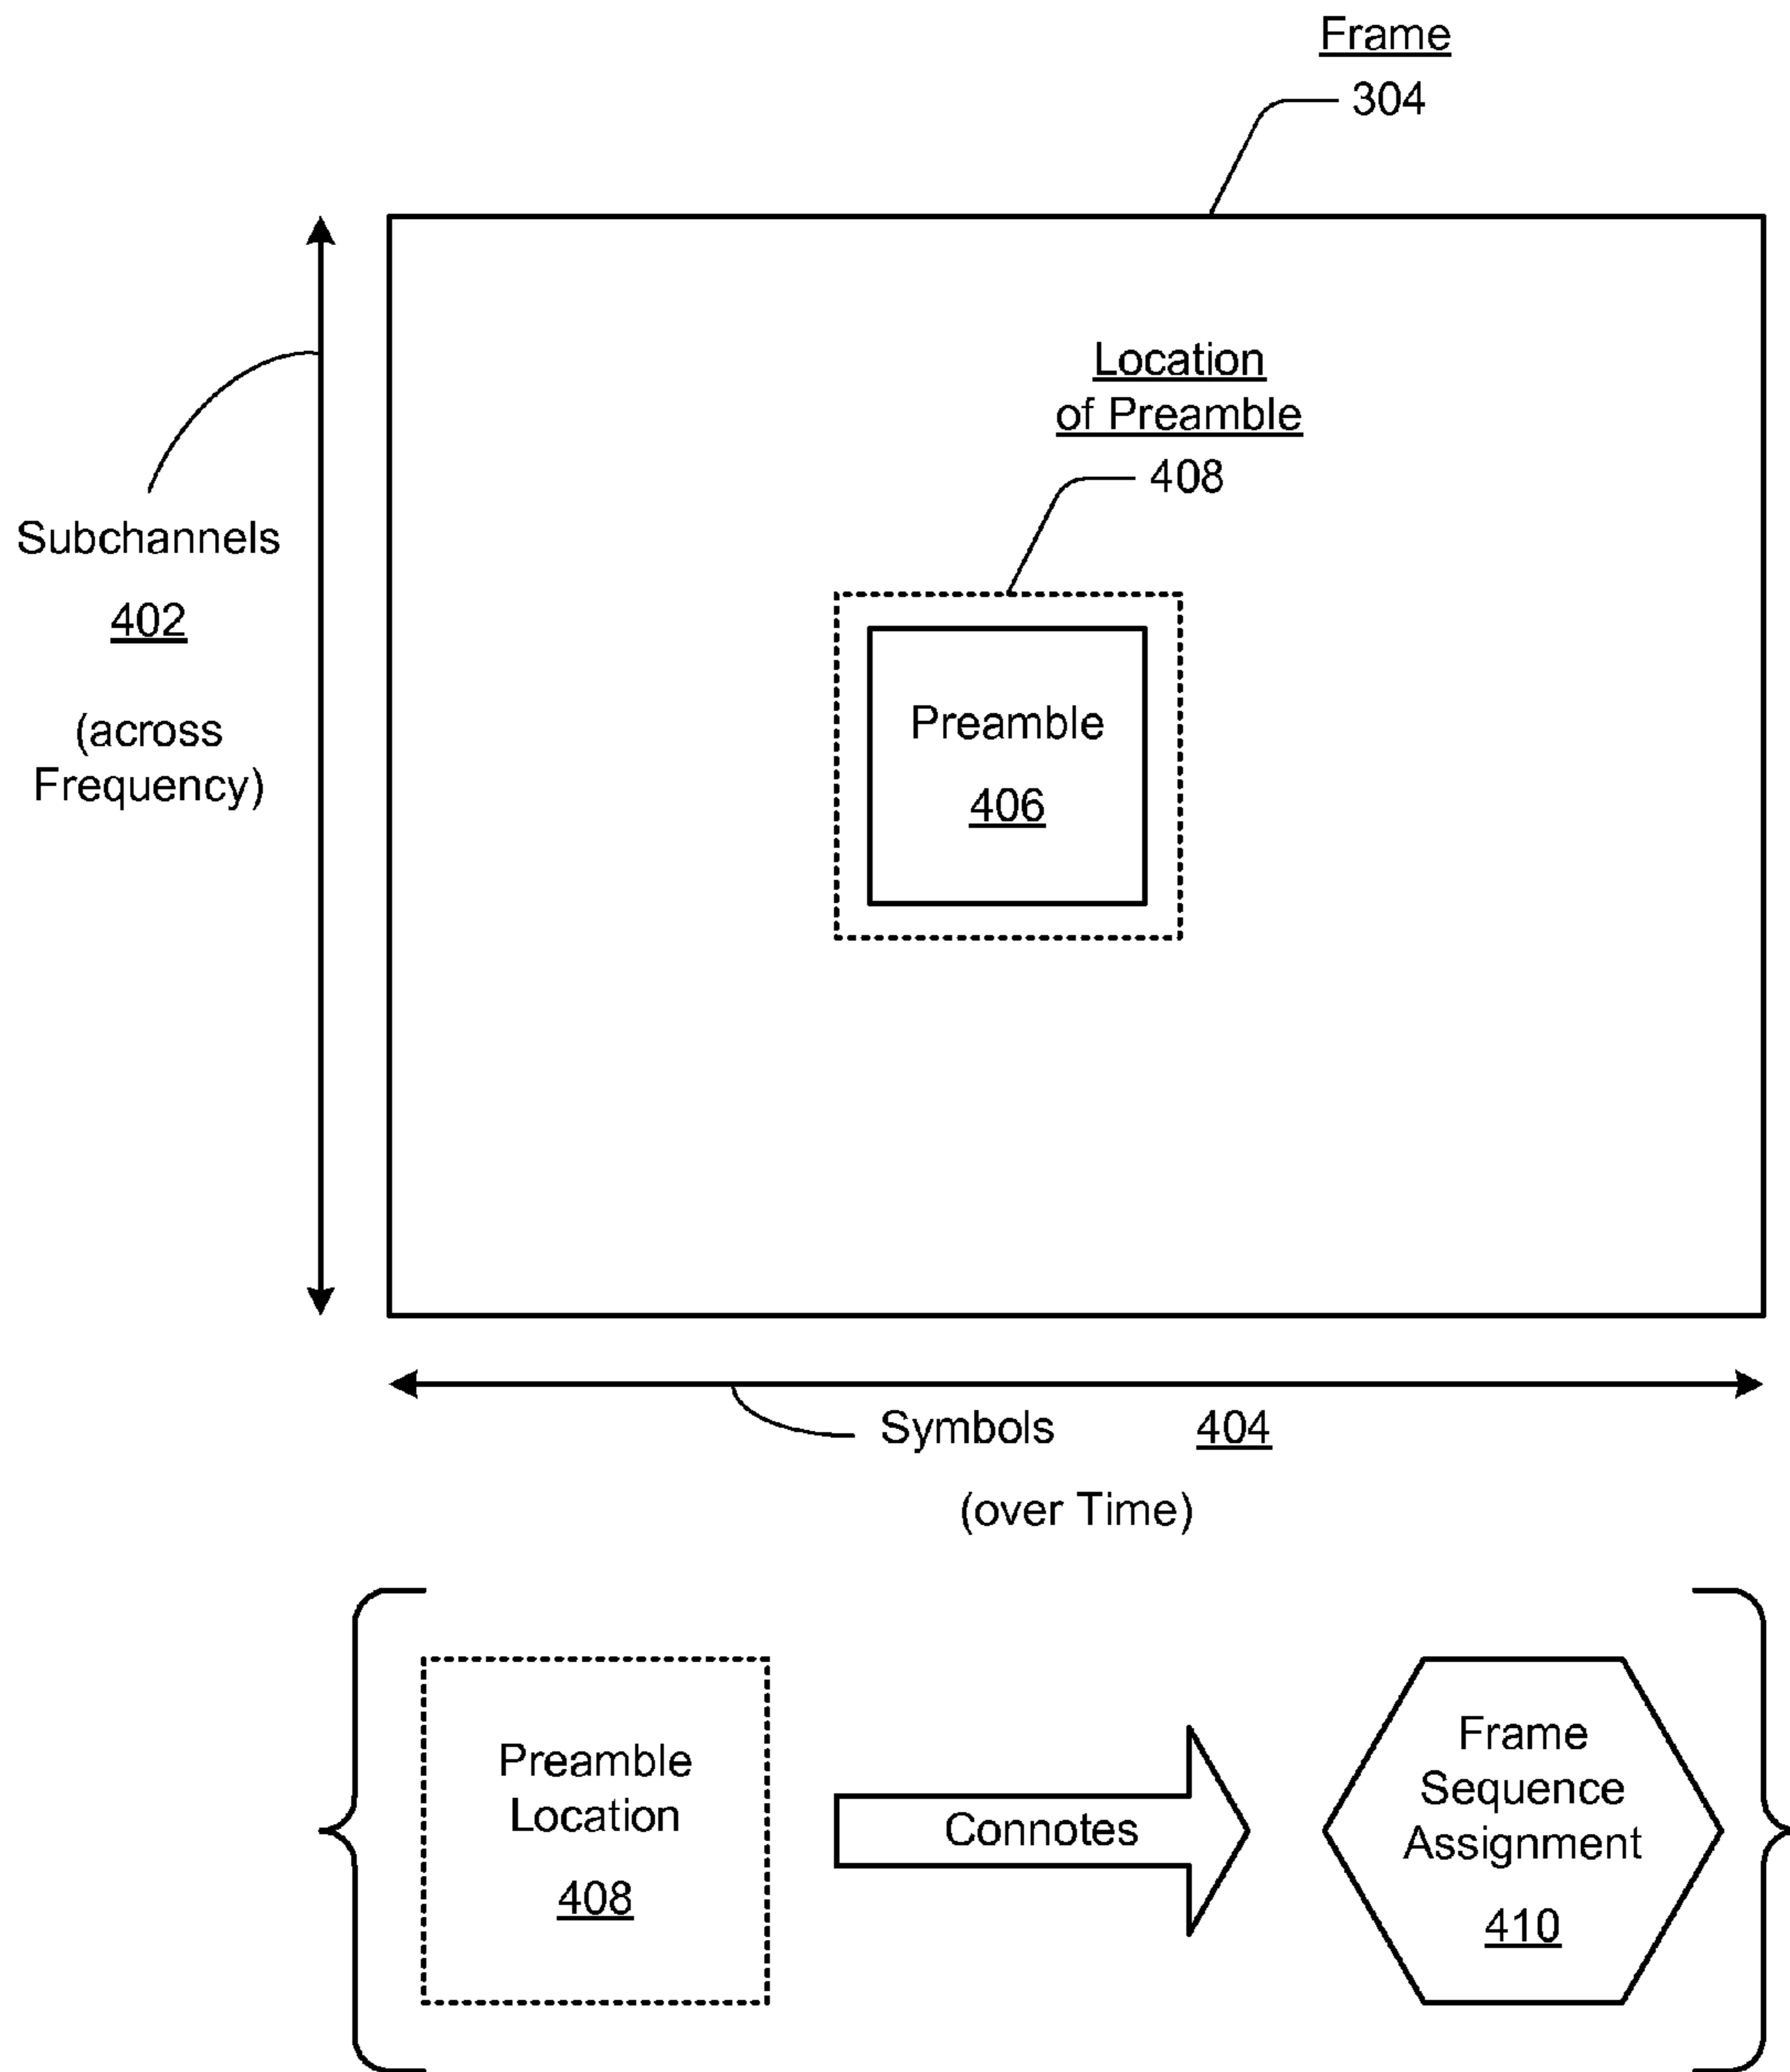 Frame
304
Location
of Preamble
408
Subchannels
402
(across
Frequency)
Preamble
406
Symbols 404
(over Time)
Preamble
Location
408
Connotes
Frame
Sequence
Assignment
410